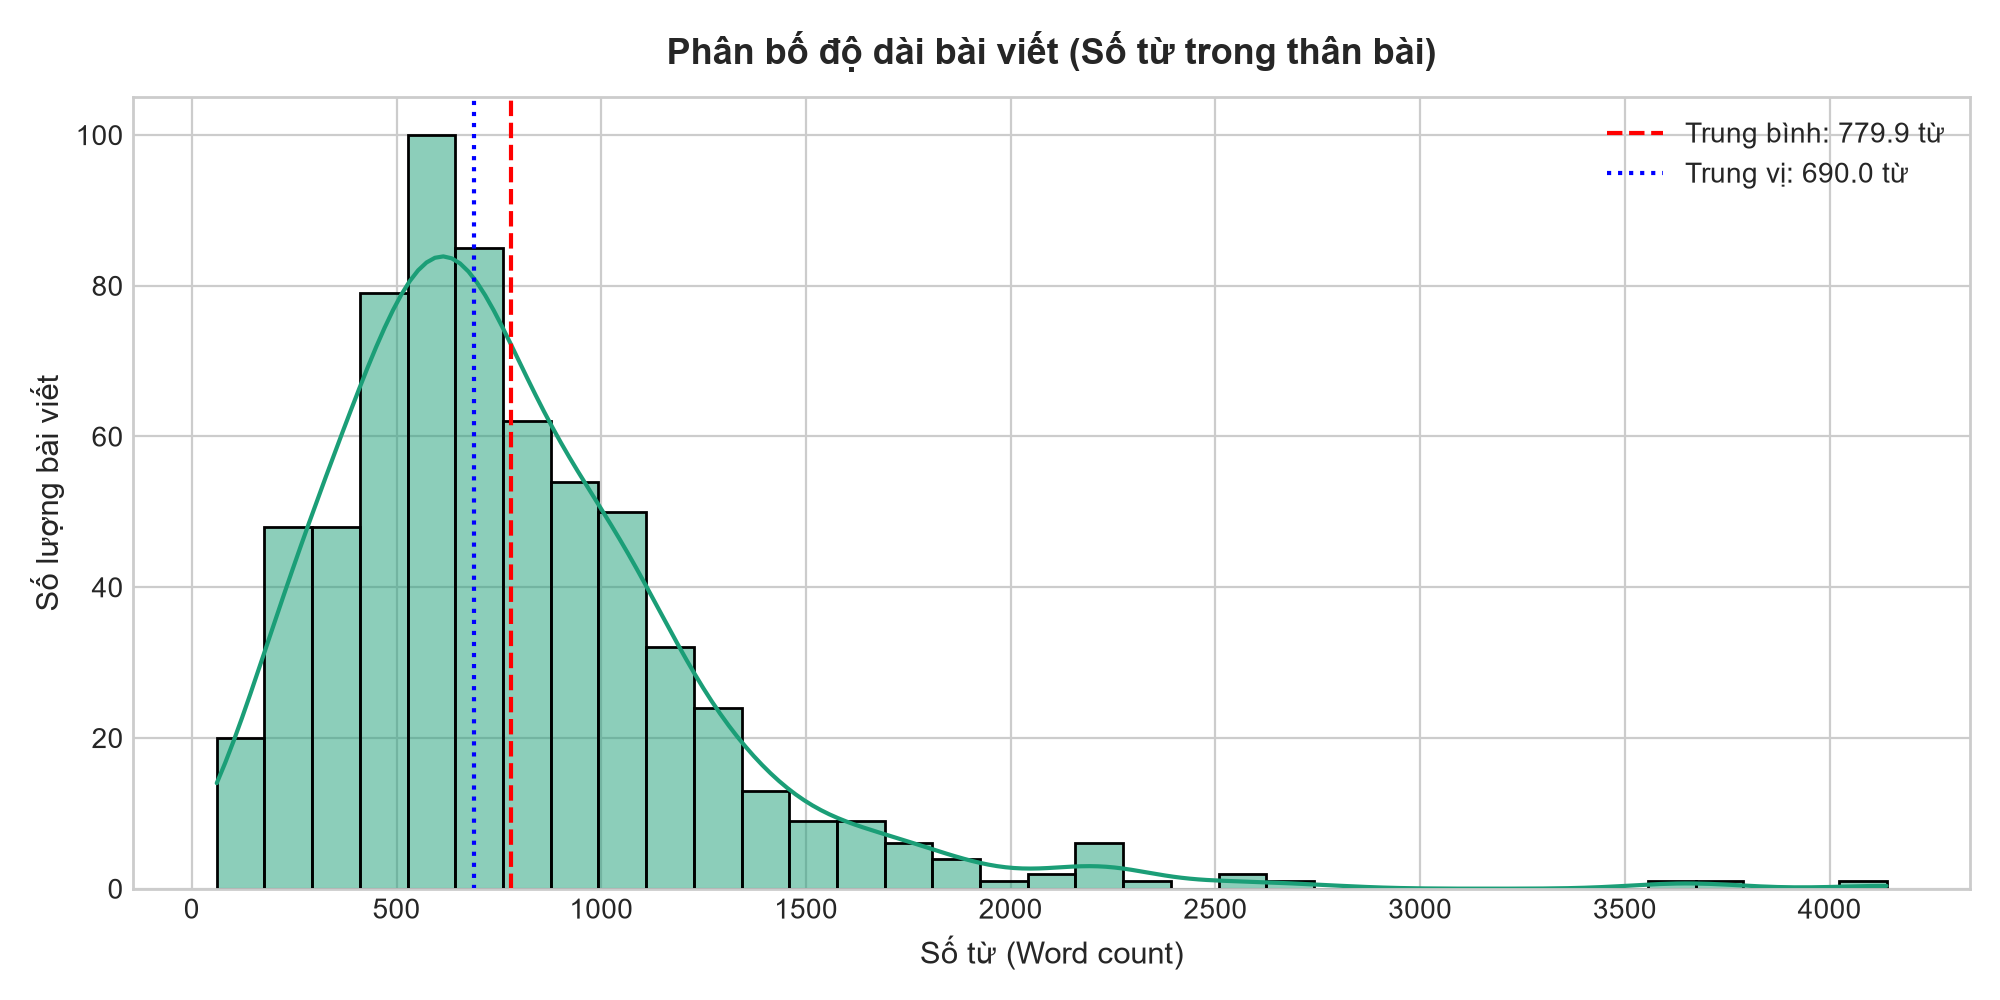 Phân bố độ dài bài viết (Số từ trong thân bài)
Trung bình: 779.9 từ
Trung vị: 690.0 từ
Số lượng bài viết
100
80
60
40
20
0
0 500 1000 1500 2000 2500 3000 3500 4000
Số từ (Word count)